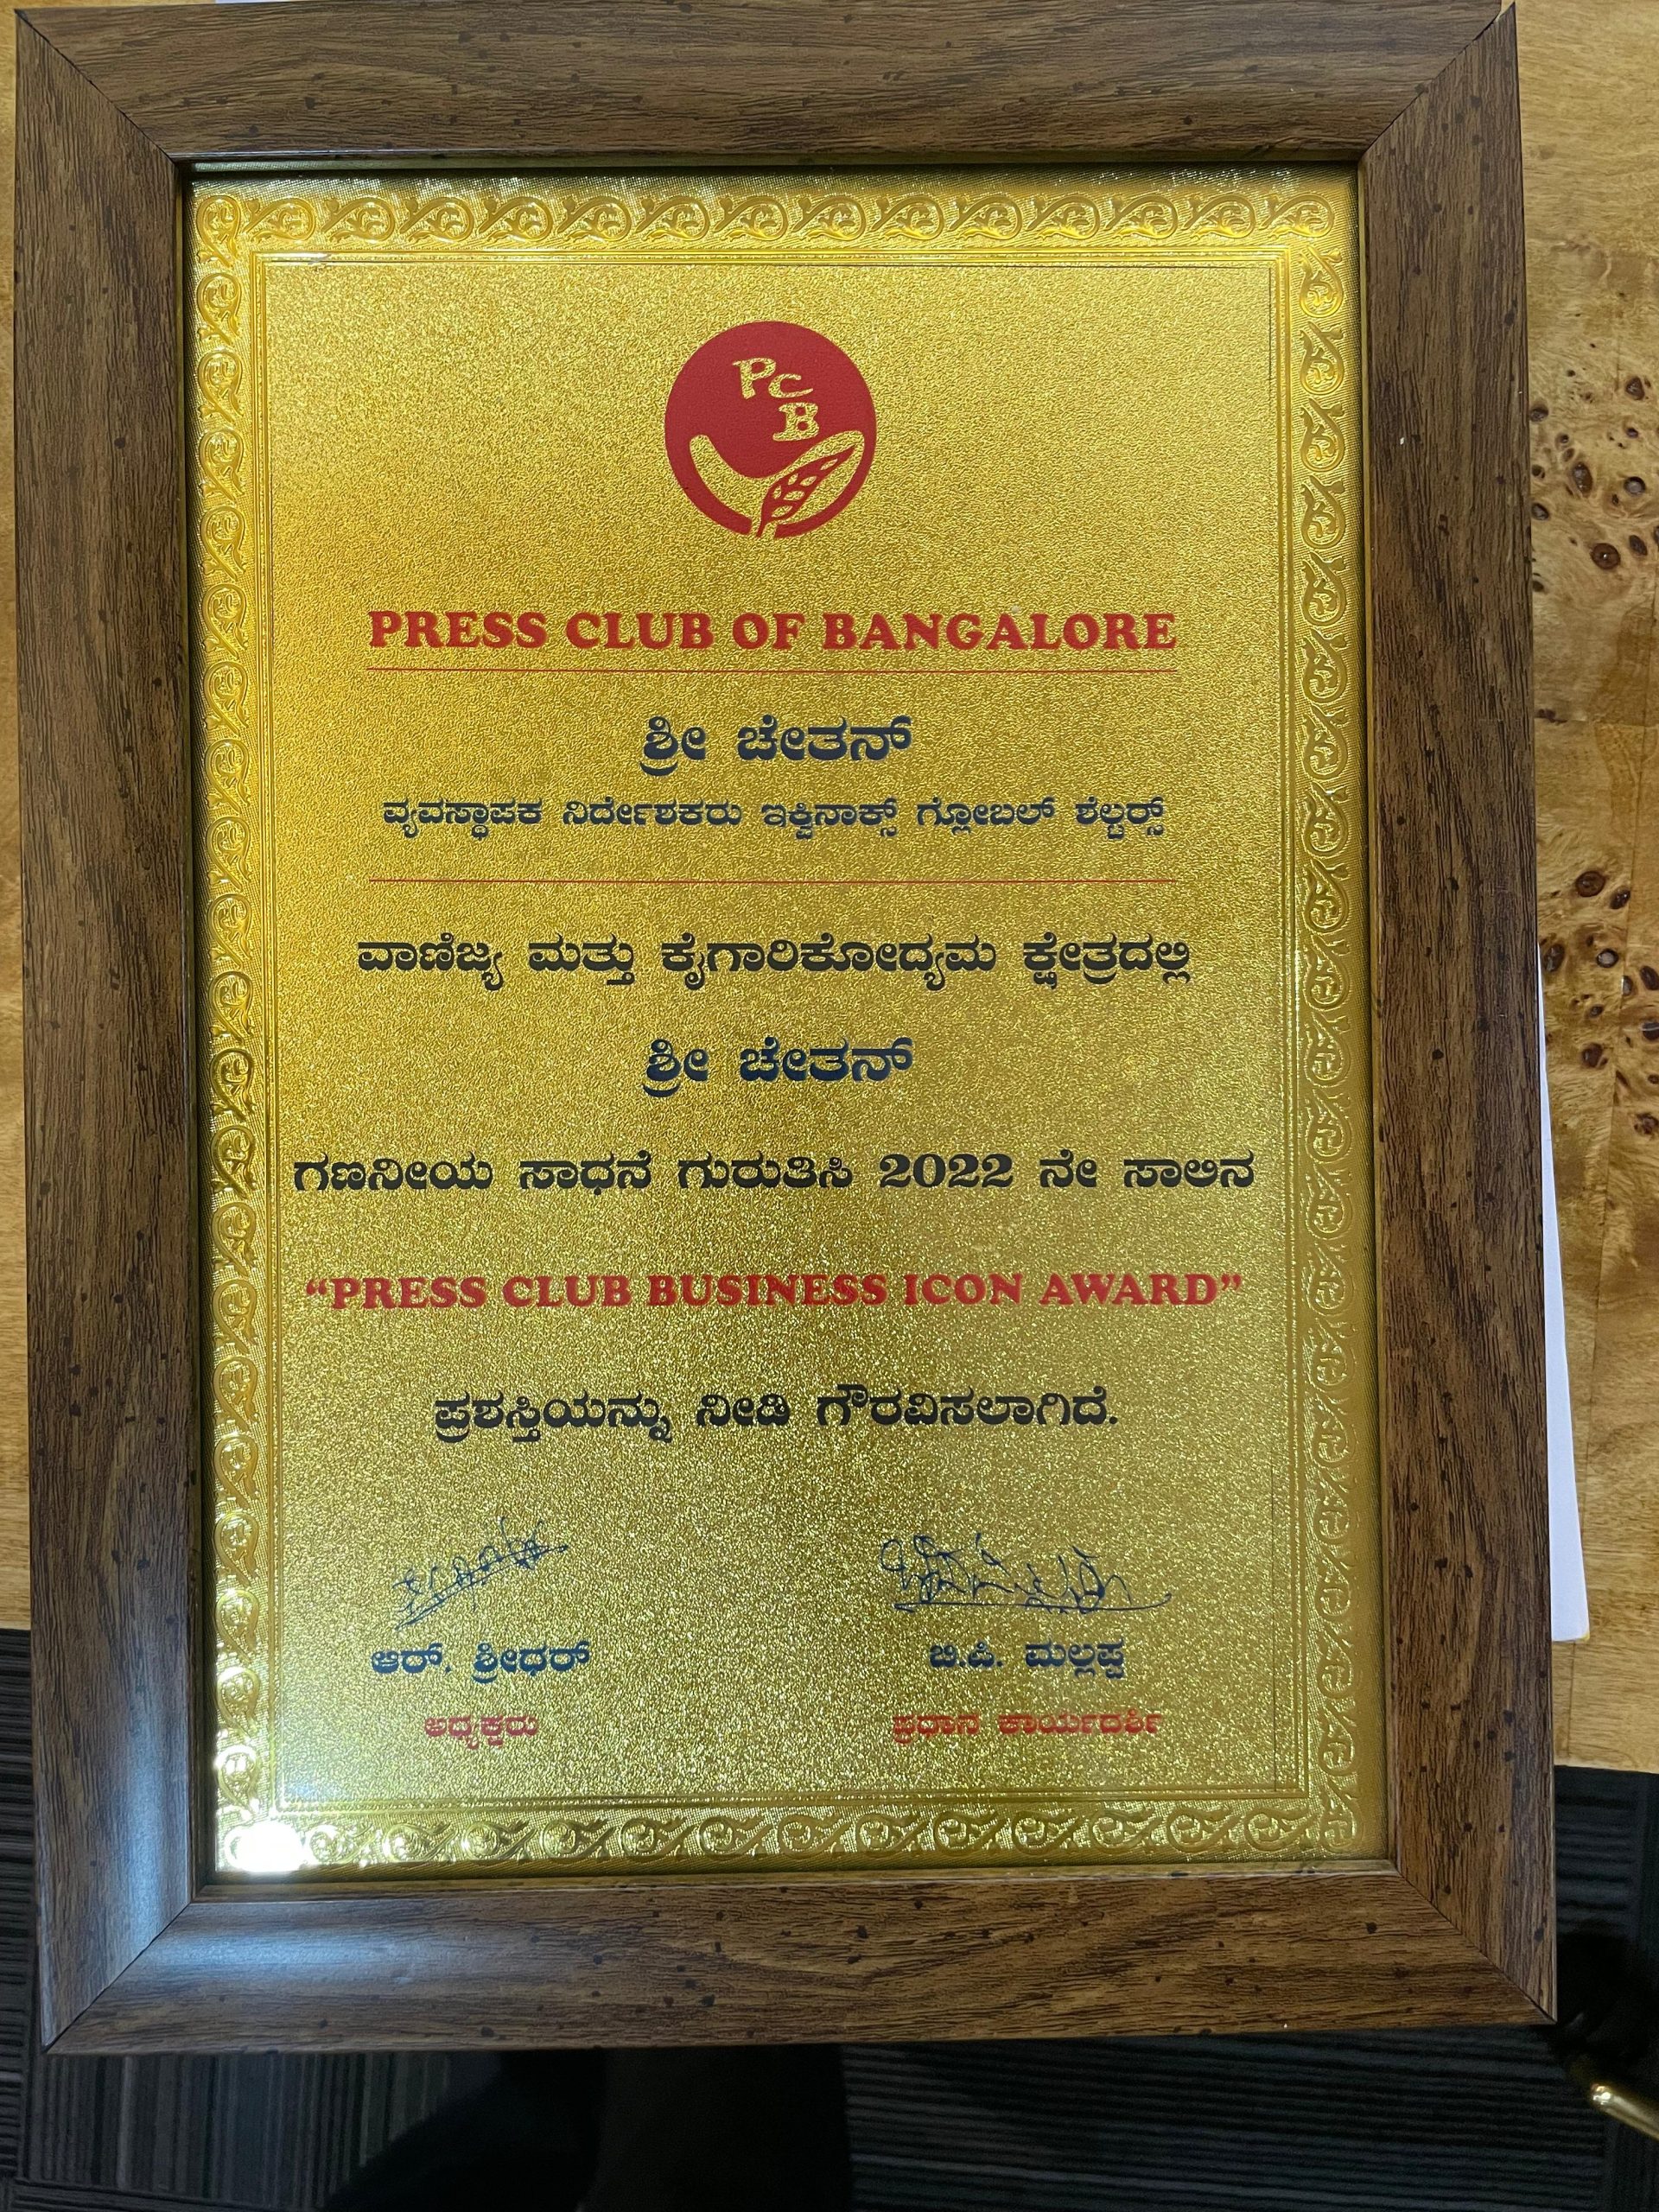 PCB
PRESS CLUB OF BANGALORE
ಶ್ರೀ ಚೇತನ್
ವ್ಯವಸ್ಥಾಪಕ ನಿರ್ದೇಶಕರು ಇಕ್ವಿನಾಕ್ಸ್ ಗ್ಲೋಬಲ್ ಶೆಲ್ಟರ್ಸ್
ವಾಣಿಜ್ಯ ಮತ್ತು ಕೈಗಾರಿಕೋದ್ಯಮ ಕ್ಷೇತ್ರದಲ್ಲಿ
ಶ್ರೀ ಚೇತನ್
ಗಣನೀಯ ಸಾಧನೆ ಗುರುತಿಸಿ 2022 ನೇ ಸಾಲಿನ
“PRESS CLUB BUSINESS ICON AWARD”
ಪ್ರಶಸ್ತಿಯನ್ನು ನೀಡಿ ಗೌರವಿಸಲಾಗಿದೆ.
ಆರ್. ಶ್ರೀಧರ್ ಬಿ.ಪಿ. ಮಲ್ಲಪ್ಪ
ಅಧ್ಯಕ್ಷರು ಪ್ರಧಾನ ಕಾರ್ಯದರ್ಶಿ